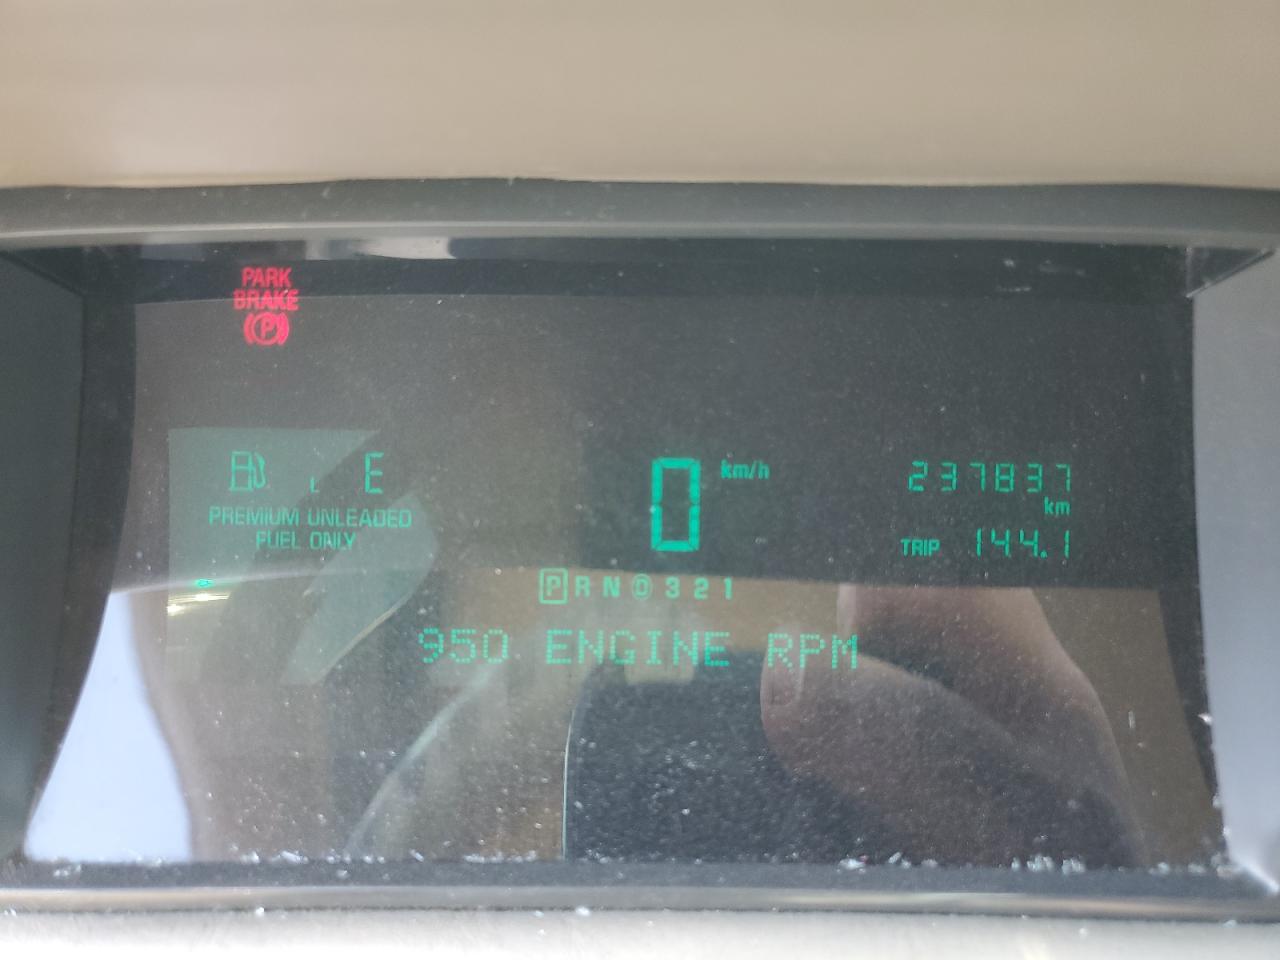 PARK
BRAKE
P
L E
PREMIUM UNLEADED
FUEL ONLY
0 km/h
237837
km
TRIP 144.1
P R N D 3 2 1
950 ENGINE RPM